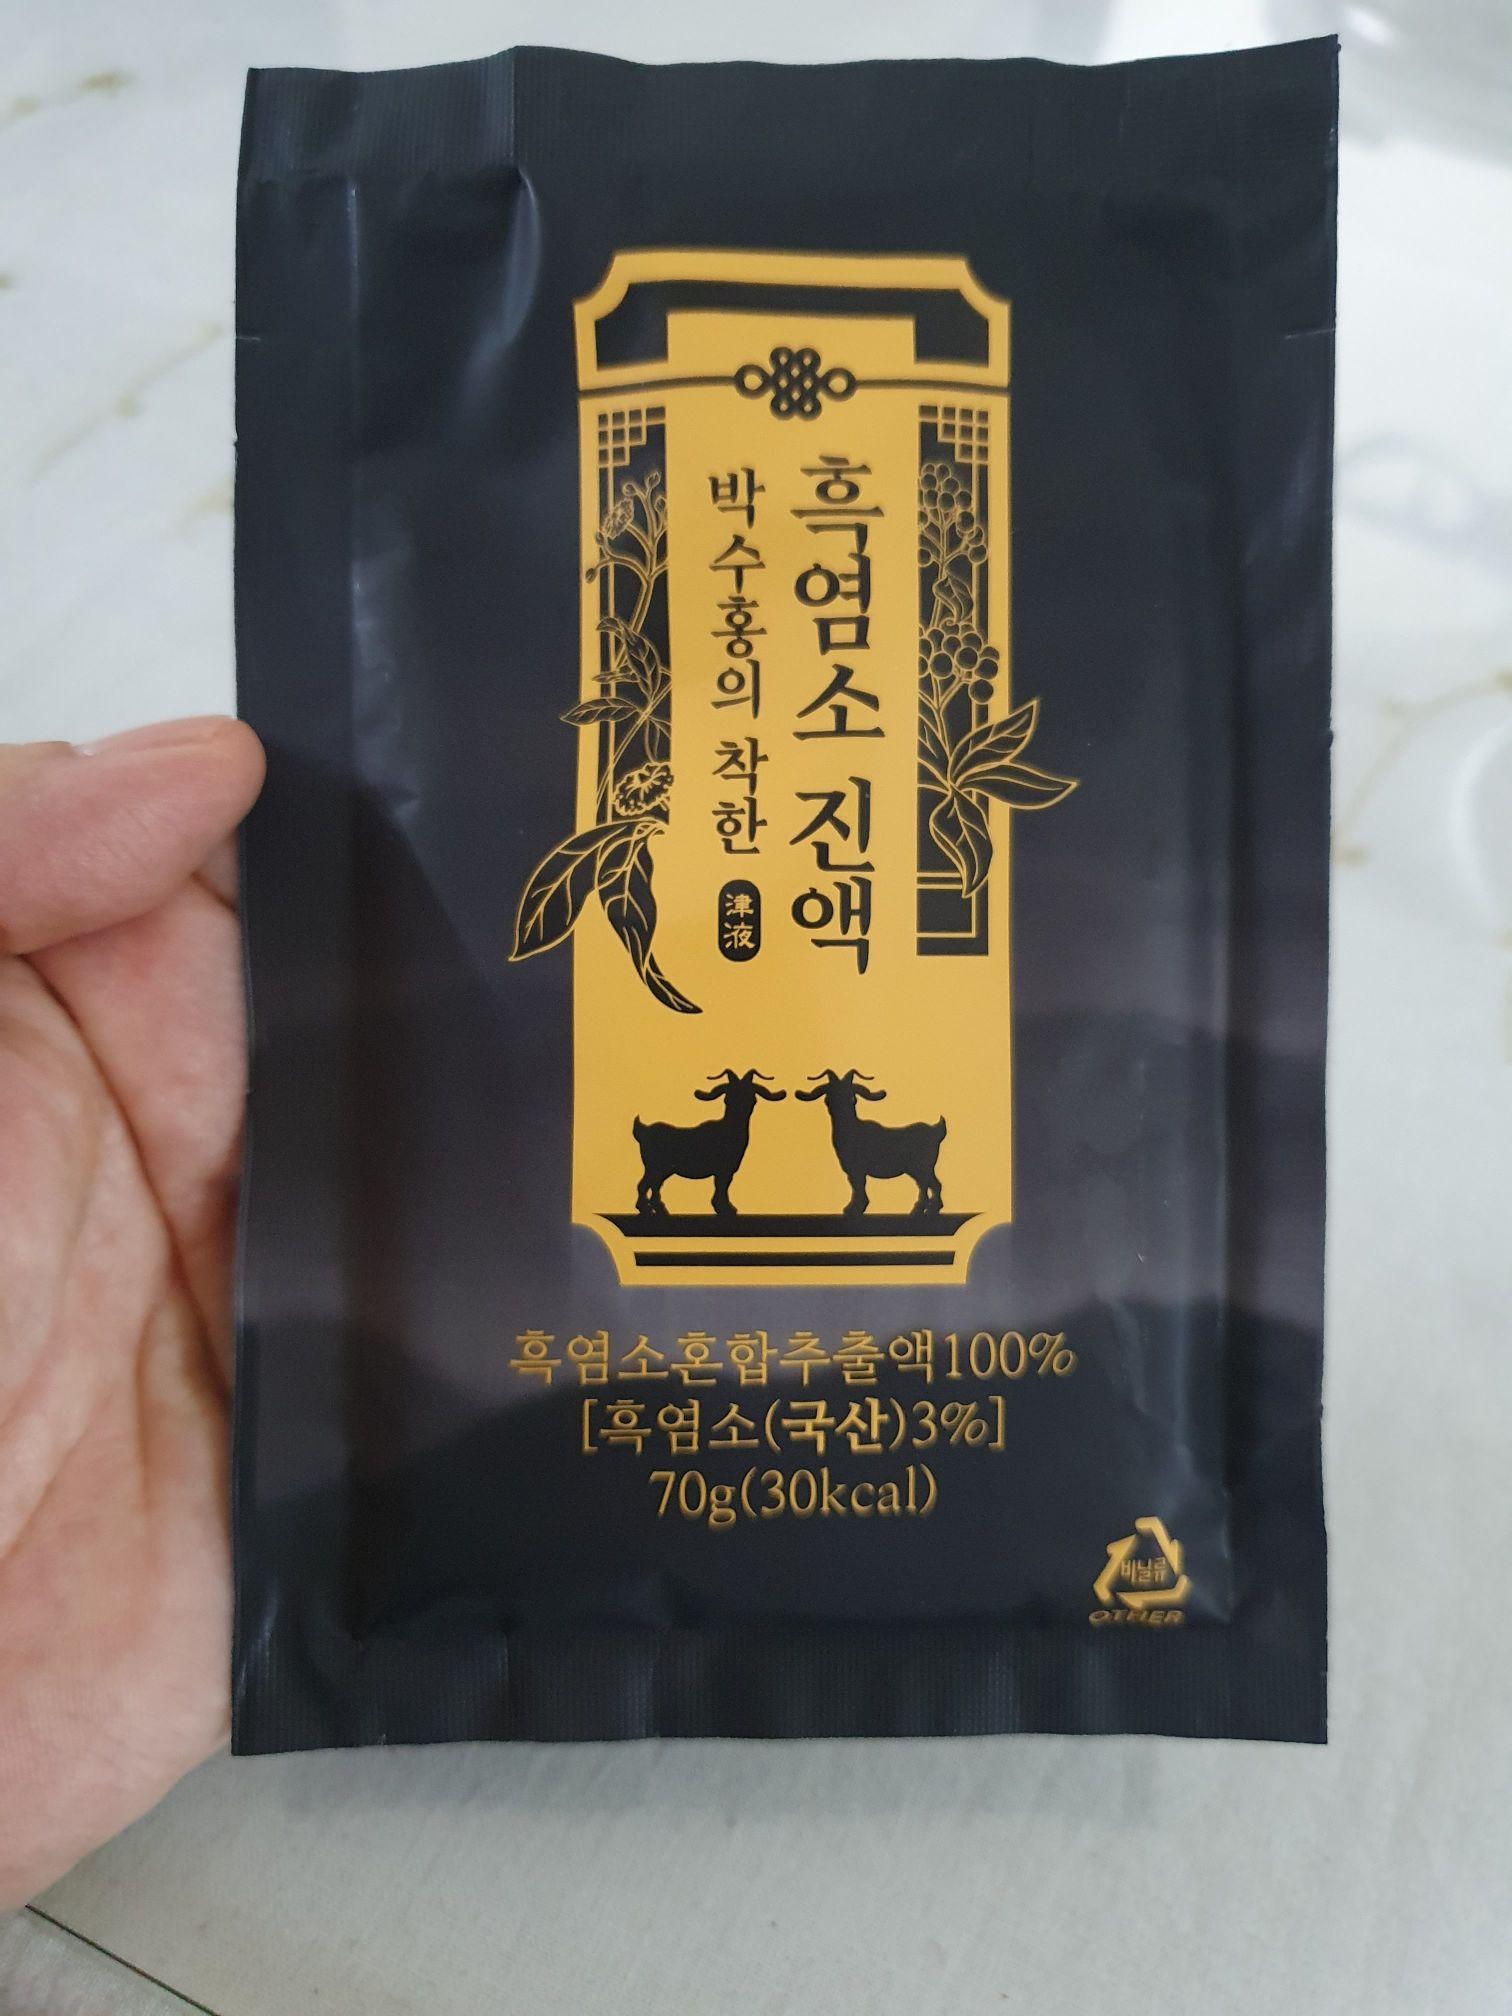 박수홍의 착한
흑염소 진액
津液
흑염소혼합추출액100%
[흑염소(국산)3%]
70g(30kcal)
비닐류
OTHER